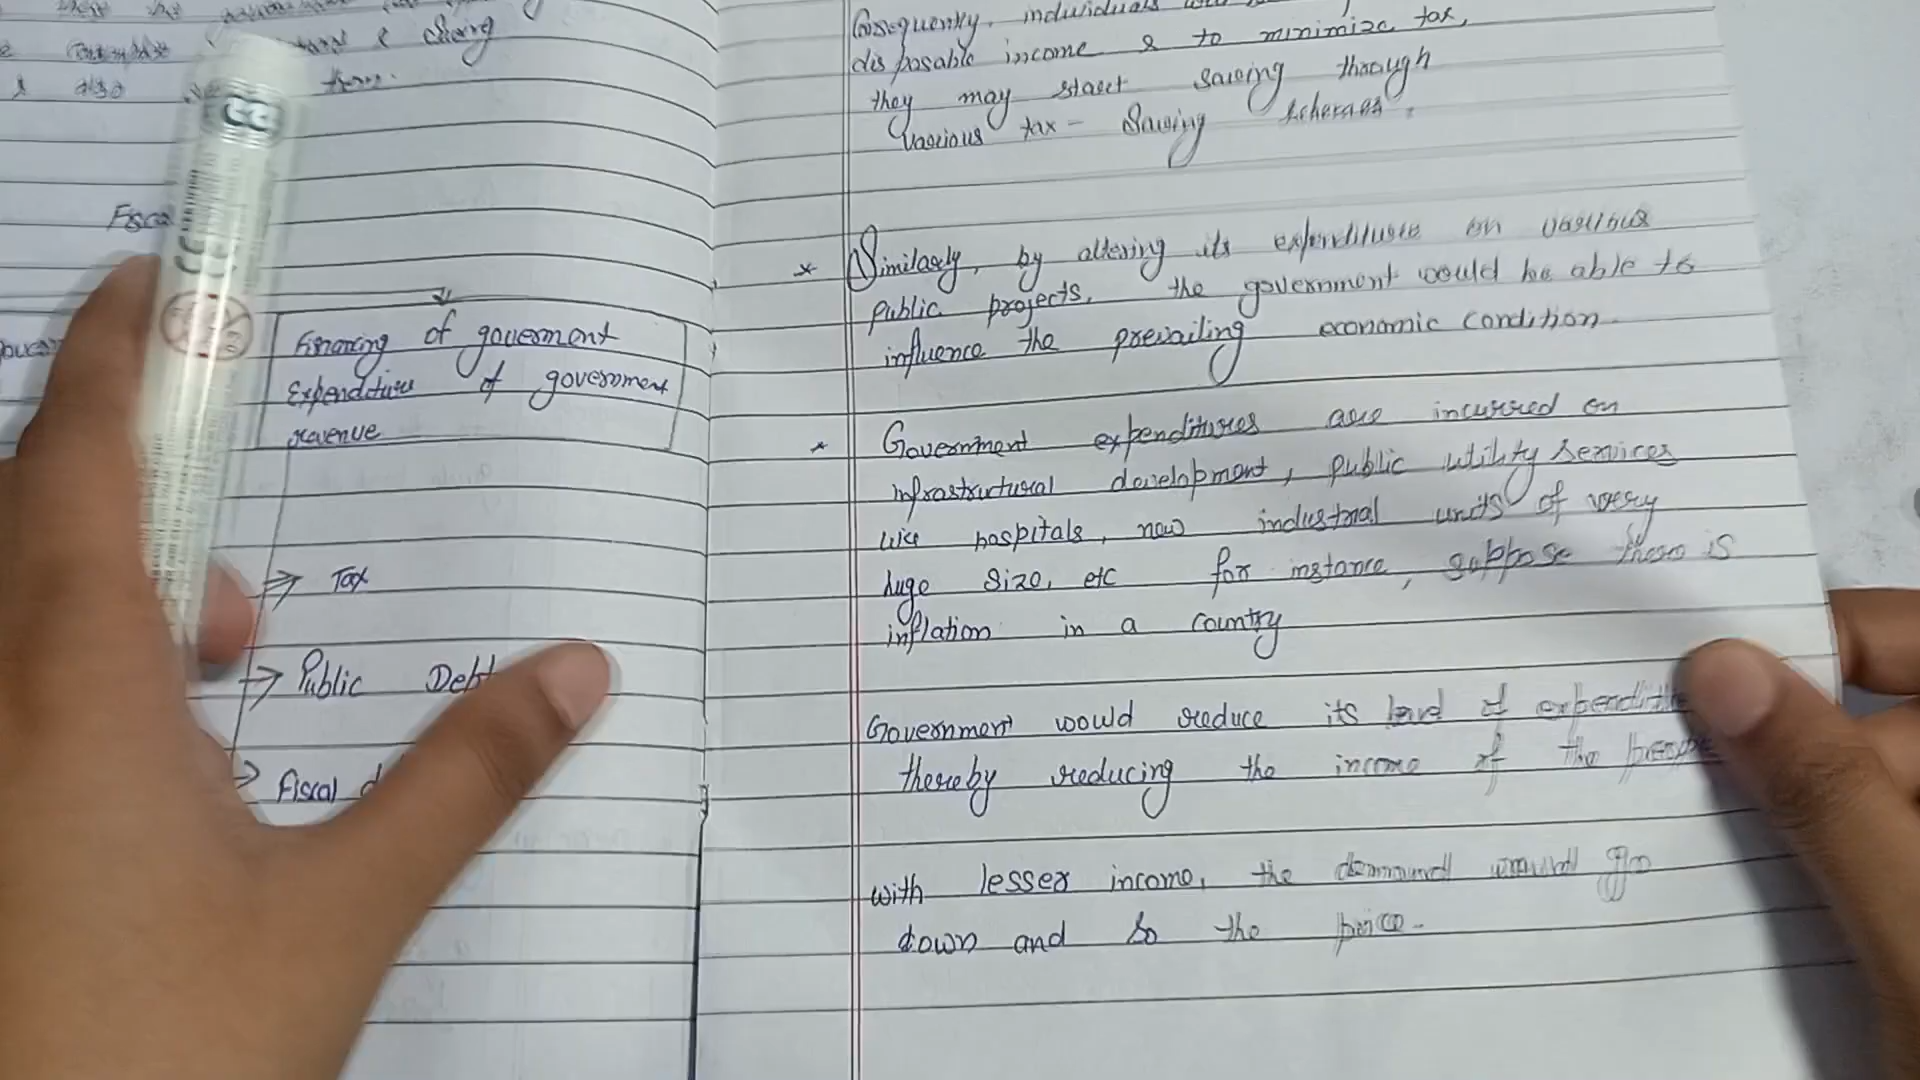 & also them.
Fiscal
Financing of government
Expenditure of government
revenue
Tax
Public Debt
Fiscal
Consequently, individuals
disposable income & to minimize tax,
they may start saving through
various tax - Saving schemes.
* Similarly, by altering its expenditure on various
public projects, the government would be able to
influence the prevailing economic condition.
* Government expenditures are incurred on
infrastructural development, public utility services
like hospitals, new industrial units of very
huge size, etc for instance, suppose there is
inflation in a country
Government would reduce its level of
thereby reducing the income of the
with lesser income, the demand would go
down and so the price.